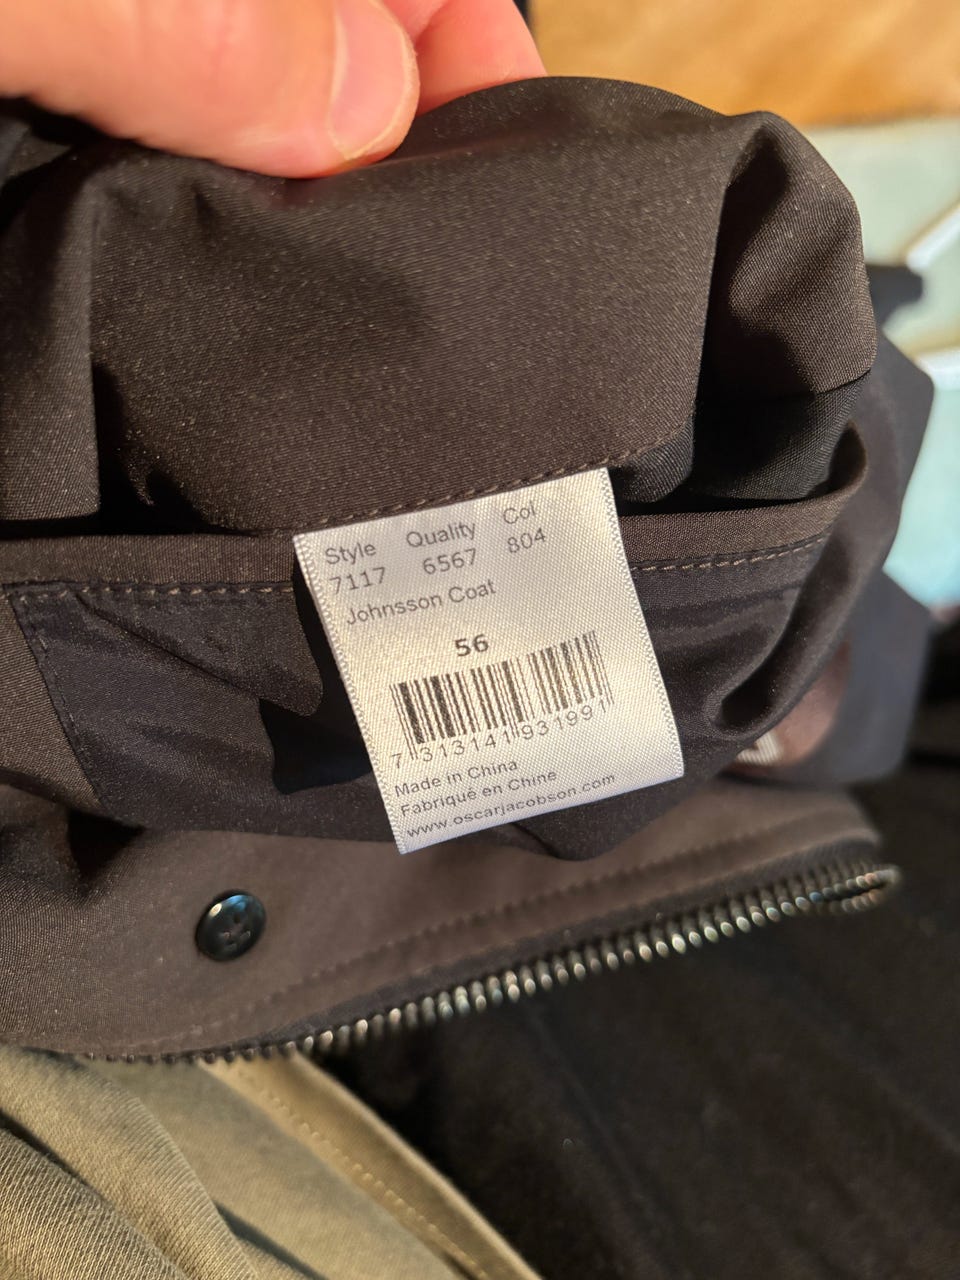 Style Quality Col
7117 6567 804
Johnsson Coat
56
7 313141 931991
Made in China
Fabriqué en Chine
www.oscarjacobson.com